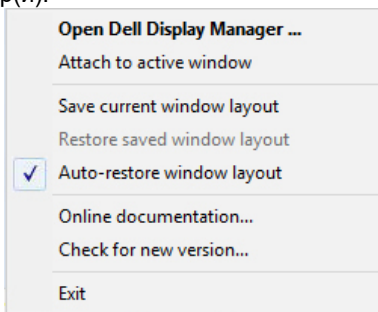 р(и).
Open Dell Display Manager ...
Attach to active window
Save current window layout
Restore saved window layout
Auto-restore window layout
Online documentation...
Check for new version...
Exit